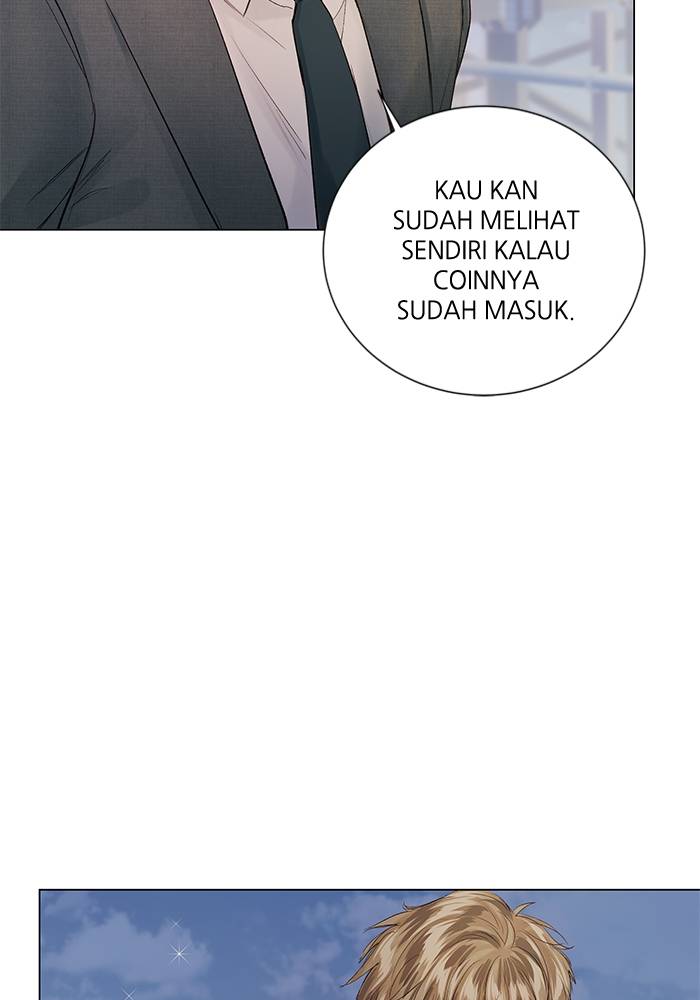 KAU KAN
SUDAH MELIHAT
SENDIRI KALAU
COINNYA
SUDAH MASUK.